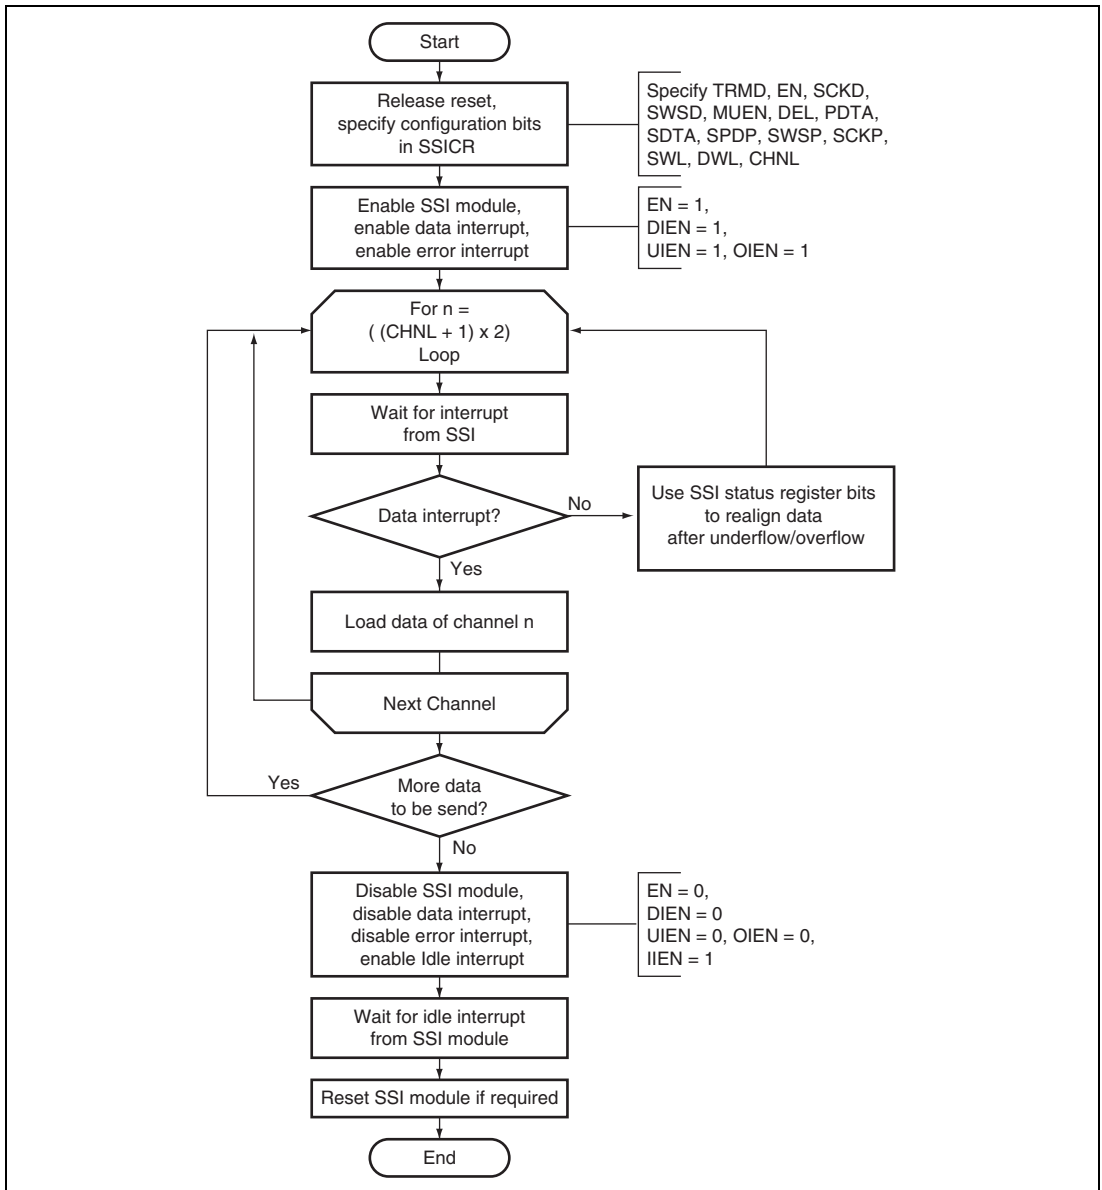 Start
Release reset,
specify configuration bits
in SSICR
Specify TRMD, EN, SCKD,
SWSD, MUEN, DEL, PDTA,
SDTA, SPDP, SWSP, SCKP,
SWL, DWL, CHNL
Enable SSI module,
enable data interrupt,
enable error interrupt
EN = 1,
DIEN = 1,
UIEN = 1, OIEN = 1
For n =
( (CHNL + 1) x 2)
Loop
Wait for interrupt
from SSI
Data interrupt?
No
Use SSI status register bits
to realign data
after underflow/overflow
Yes
Load data of channel n
Next Channel
Yes
More data
to be send?
No
Disable SSI module,
disable data interrupt,
disable error interrupt,
enable Idle interrupt
EN = 0,
DIEN = 0
UIEN = 0, OIEN = 0,
IIEN = 1
Wait for idle interrupt
from SSI module
Reset SSI module if required
End